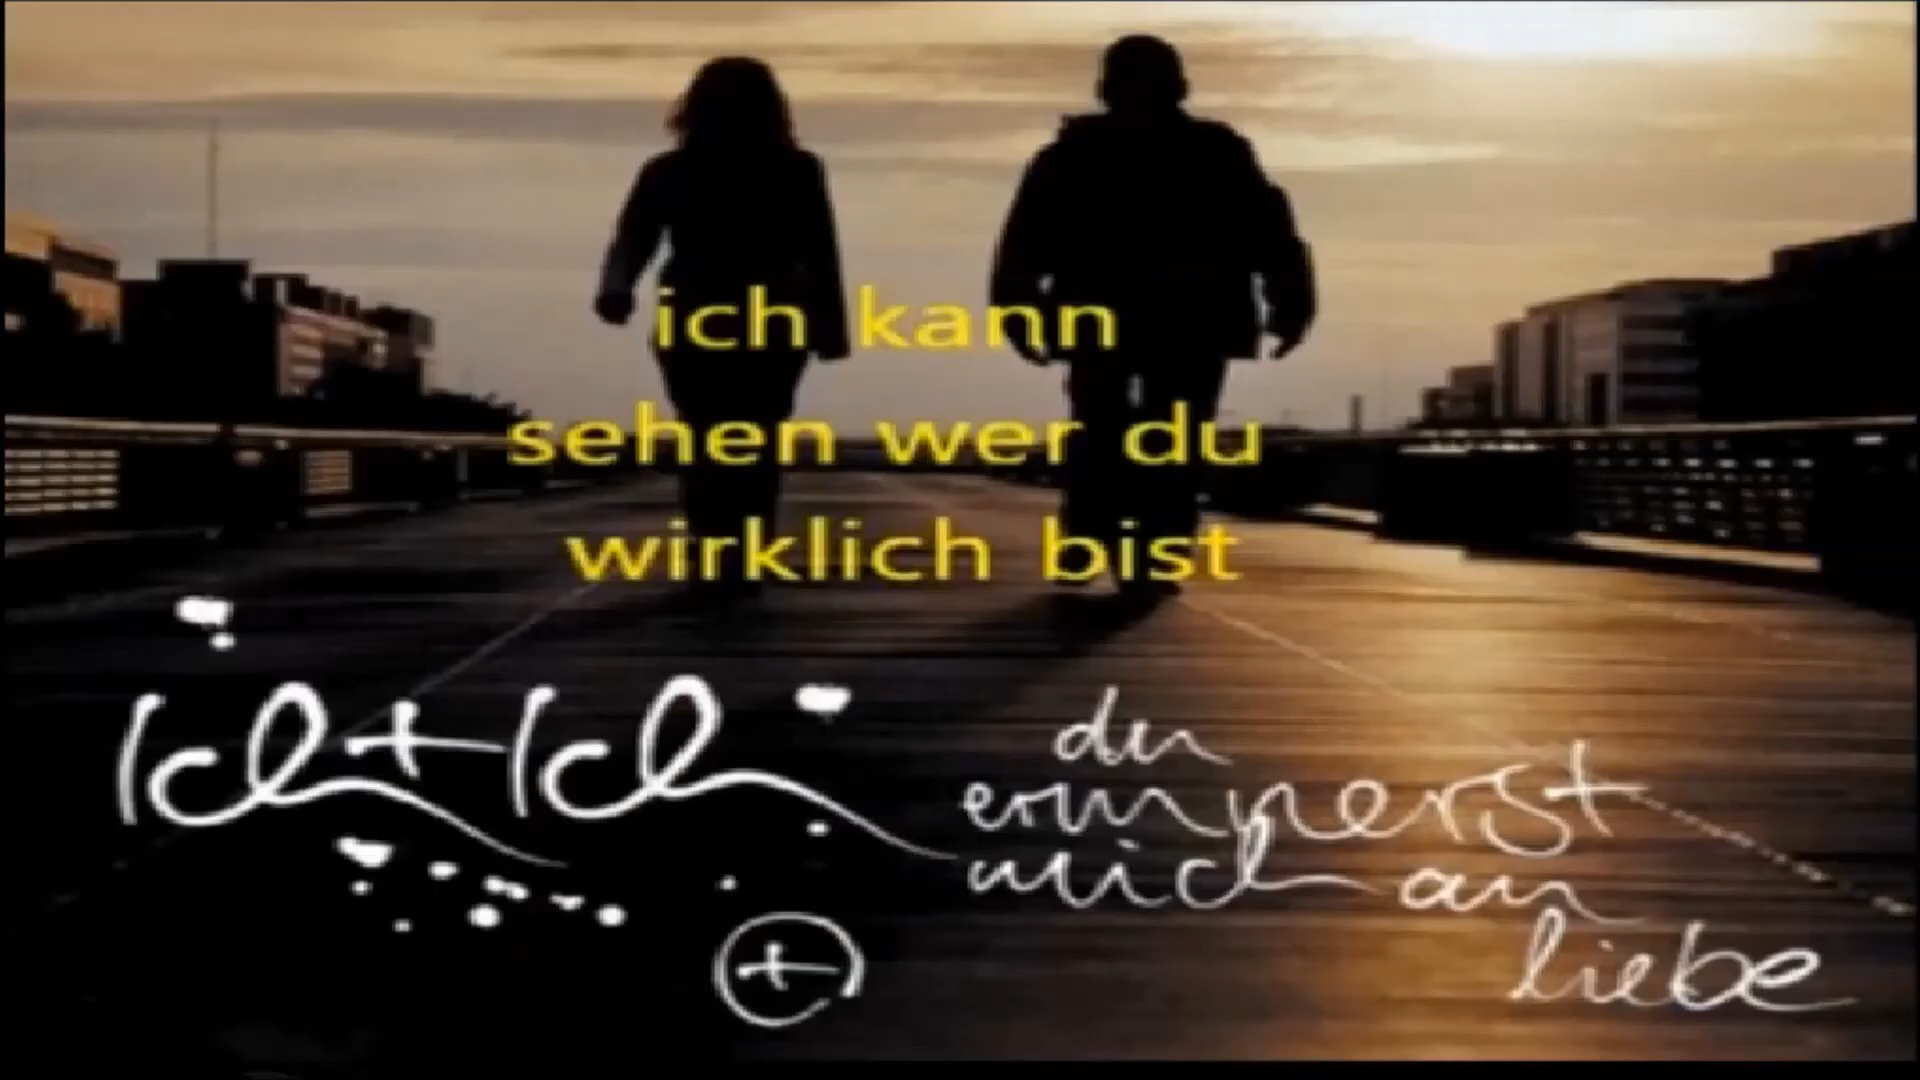 ich kann
sehen wer du
wirklich bist
Ich+Ich
du
erinnerst
mich an
liebe
+